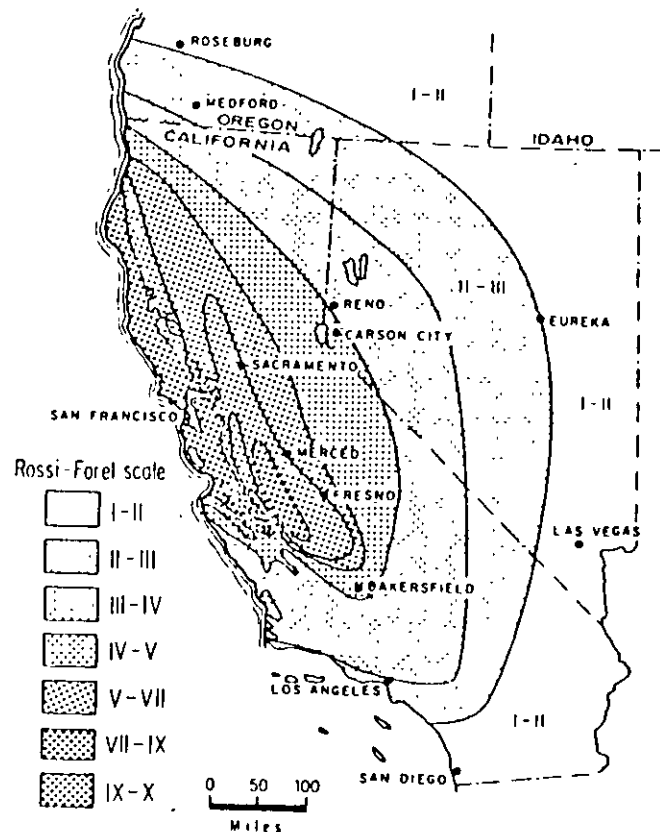 ROSEBURG
I-II
MEDFORD
OREGON
CALIFORNIA
IDAHO
II-III
RENO
CARSON CITY
EUREKA
SACRAMENTO
I-II
SAN FRANCISCO
MERCED
Rossi-Forel scale
FRESNO
I-II
LAS VEGAS
II-III
BAKERSFIELD
III-IV
IV-V
LOS ANGELES
V-VII
I-II
VII-IX
SAN DIEGO
IX-X
0 50 100
Miles